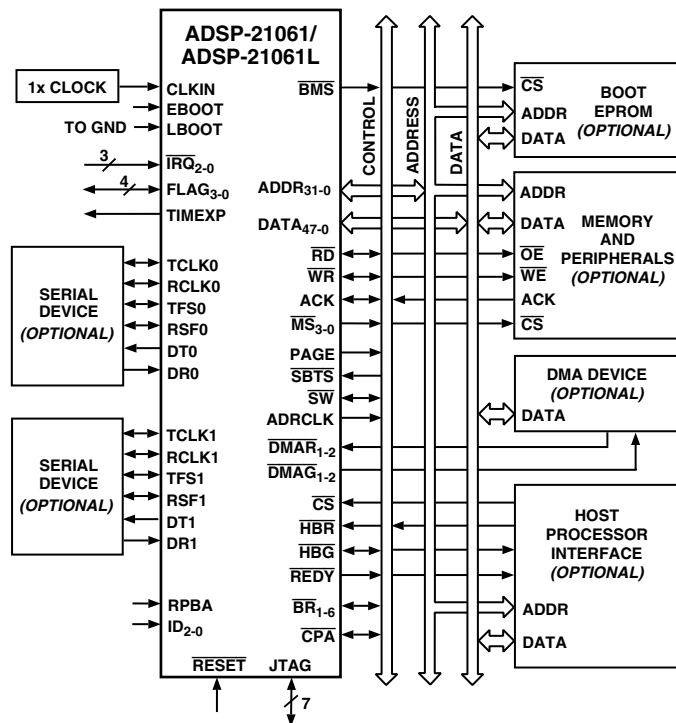 ADSP-21061/
ADSP-21061L
1x CLOCK
CLKIN
EBOOT
TO GND
LBOOT
3
IRQ2-0
4
FLAG3-0
TIMEXP
SERIAL
DEVICE
(OPTIONAL)
TCLK0
RCLK0
TFS0
RSF0
DT0
DR0
SERIAL
DEVICE
(OPTIONAL)
TCLK1
RCLK1
TFS1
RSF1
DT1
DR1
RPBA
ID2-0
RESET
JTAG
7
BMS
ADDR31-0
DATA47-0
RD
WR
ACK
MS3-0
PAGE
SBTS
SW
ADRCLK
DMAR1-2
DMAG1-2
CS
HBR
HBG
REDY
BR1-6
CPA
CONTROL
ADDRESS
DATA
CS
ADDR
DATA
BOOT
EPROM
(OPTIONAL)
ADDR
DATA
OE
WE
ACK
CS
MEMORY
AND
PERIPHERALS
(OPTIONAL)
DMA DEVICE
(OPTIONAL)
DATA
HOST
PROCESSOR
INTERFACE
(OPTIONAL)
ADDR
DATA